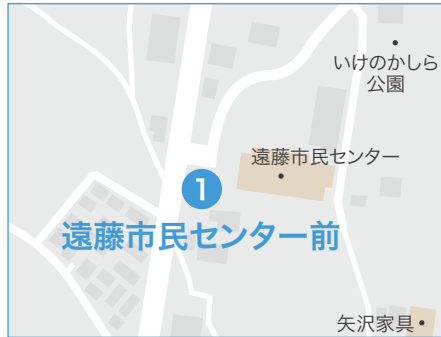 いけのかしら
公園
遠藤市民センター
1
遠藤市民センター前
矢沢家具